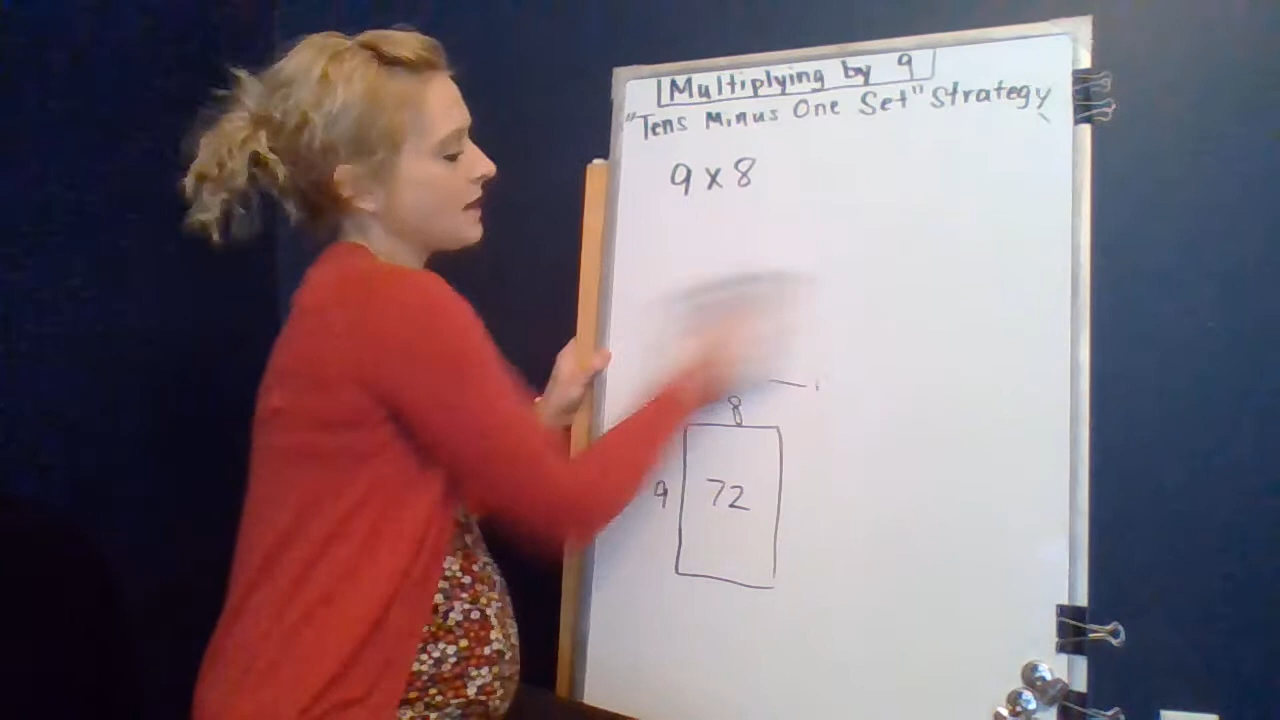 Multiplying by 9
"Tens Minus One Set" Strategy
9 x 8
8
9 72